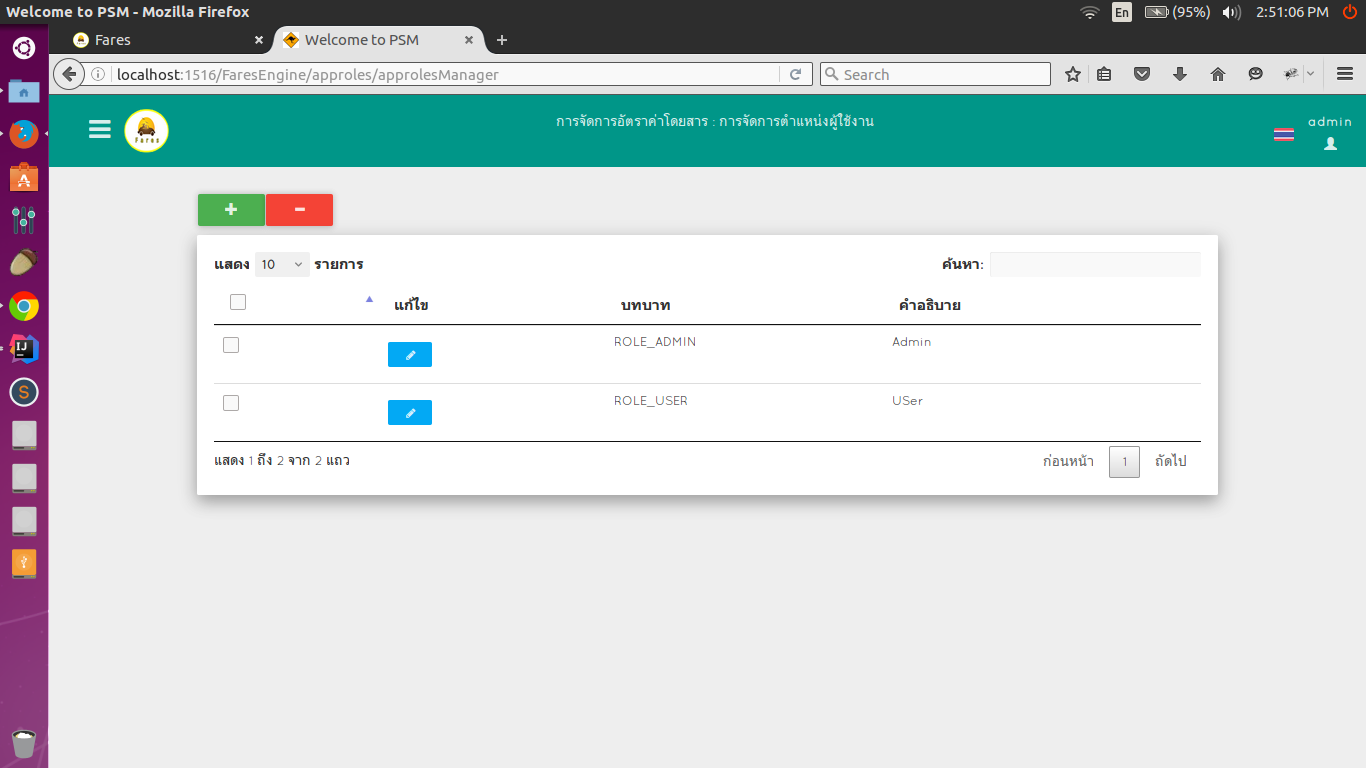 Welcome to PSM - Mozilla Firefox
En (95%) 2:51:06 PM
Fares
Welcome to PSM
localhost:1516/FaresEngine/approles/approlesManager
Search
Fares
การจัดการอัตราค่าโดยสาร : การจัดการตำแหน่งผู้ใช้งาน
admin
แสดง 10 รายการ
ค้นหา:
แก้ไข บทบาท คำอธิบาย
ROLE_ADMIN Admin
ROLE_USER USer
แสดง 1 ถึง 2 จาก 2 แถว
ก่อนหน้า 1 ถัดไป